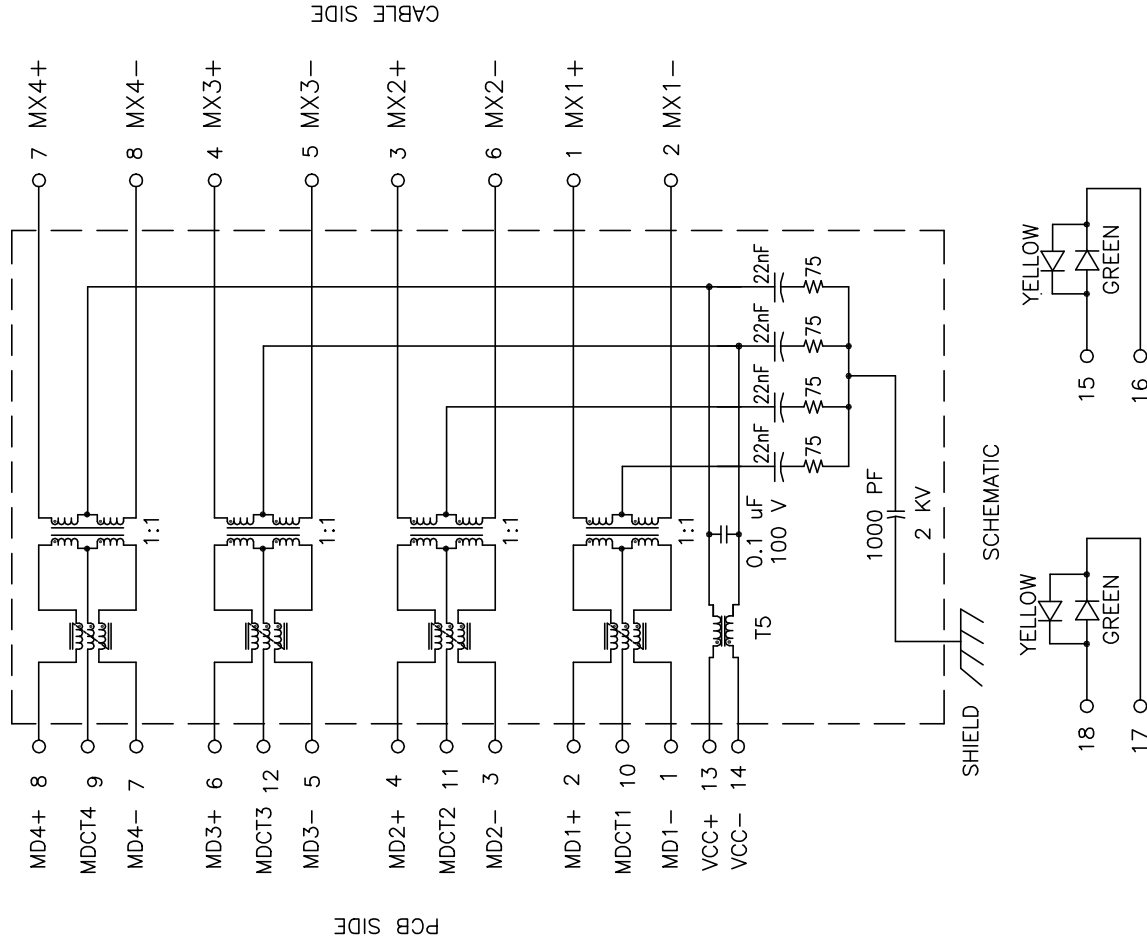 CABLE SIDE
7 MX4+
8 MX4-
4 MX3+
5 MX3-
3 MX2+
6 MX2-
1 MX1+
2 MX1-
1:1
1:1
1:1
1:1
22nF
75
22nF
75
22nF
75
22nF
75
0.1 uF
100 V
T5
1000 PF
2 KV
SHIELD
SCHEMATIC
MD4+ 8
MDCT4 9
MD4- 7
MD3+ 6
MDCT3 12
MD3- 5
MD2+ 4
MDCT2 11
MD2- 3
MD1+ 2
MDCT1 10
MD1- 1
VCC+ 13
VCC- 14
PCB SIDE
YELLOW
GREEN
15
16
YELLOW
GREEN
18
17